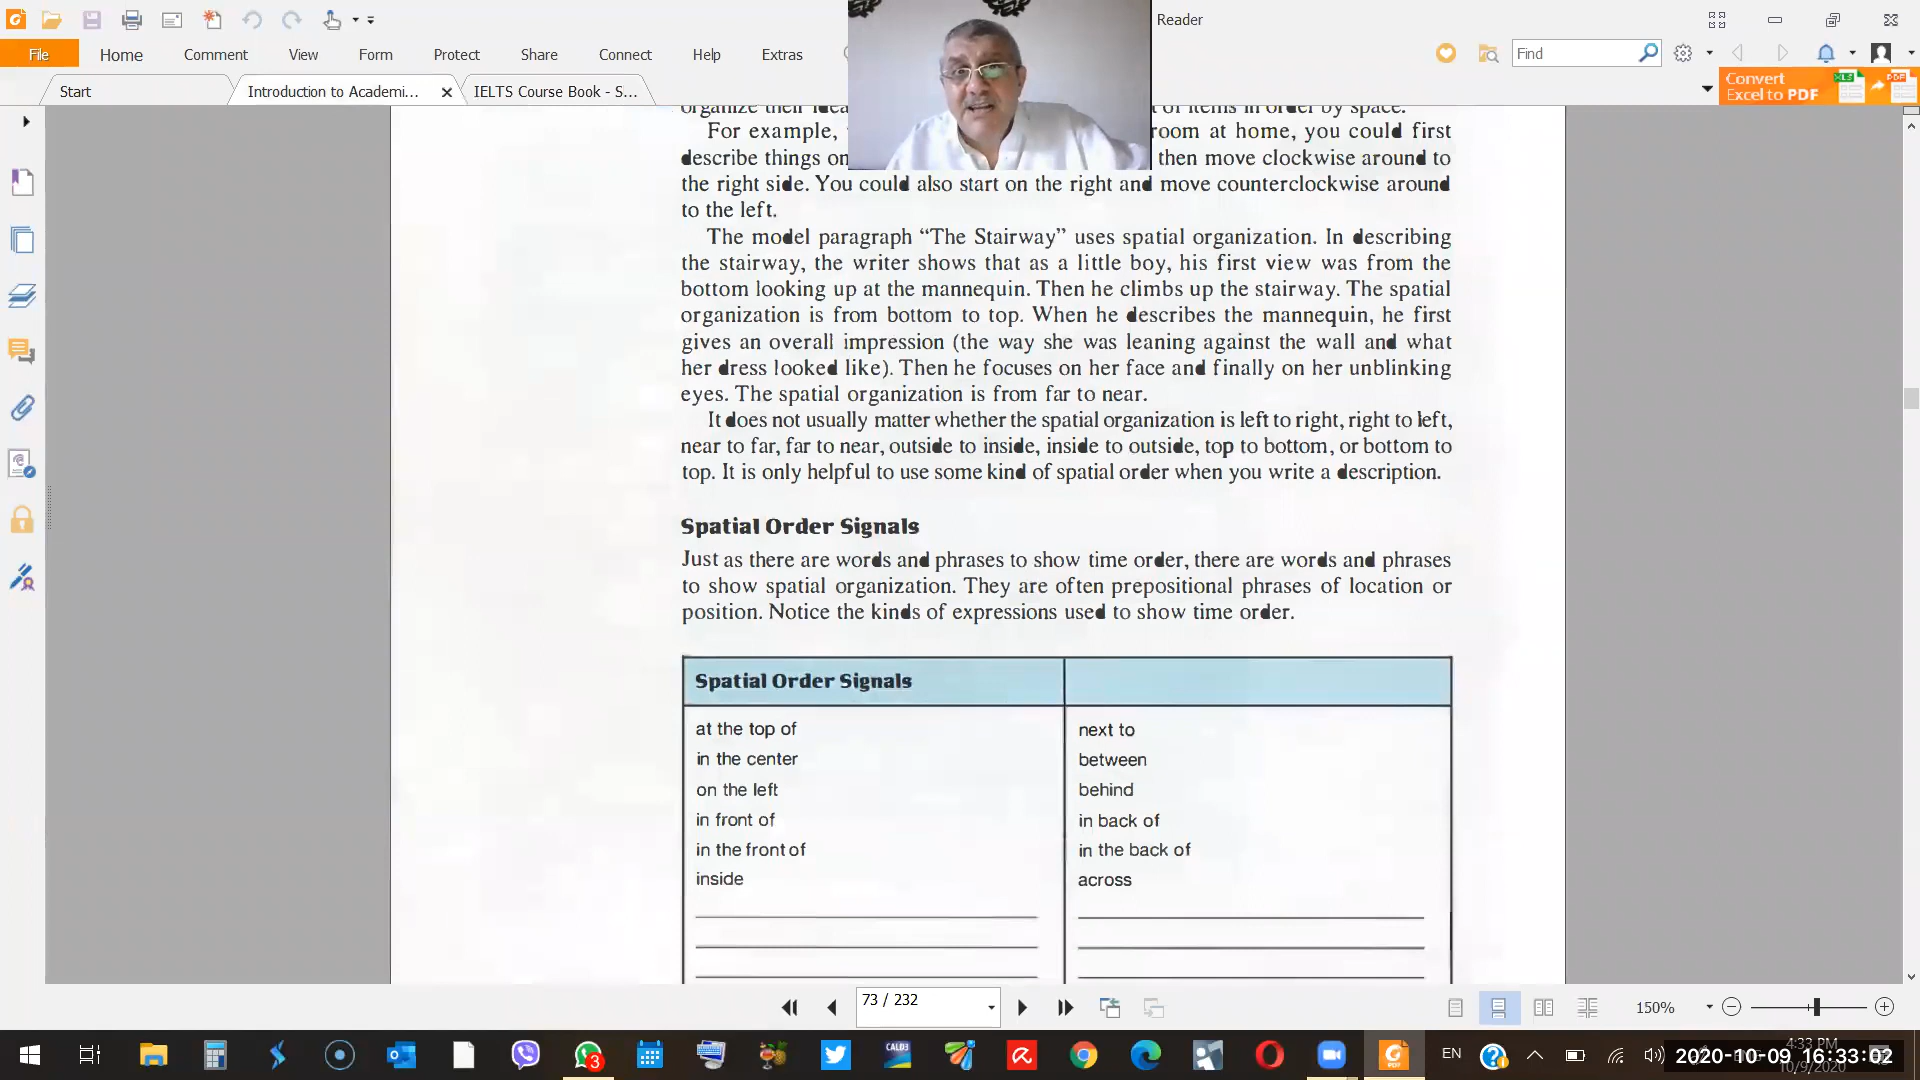 Reader
File
Home
Comment
View
Form
Protect
Share
Connect
Help
Extras
Find
Start
Introduction to Academi...
IELTS Course Book - S...
Convert
Excel to PDF
of items in order by space.
For example, room at home, you could first
describe things on then move clockwise around to
the right side. You could also start on the right and move counterclockwise around
to the left.
The model paragraph “The Stairway” uses spatial organization. In describing
the stairway, the writer shows that as a little boy, his first view was from the
bottom looking up at the mannequin. Then he climbs up the stairway. The spatial
organization is from bottom to top. When he describes the mannequin, he first
gives an overall impression (the way she was leaning against the wall and what
her dress looked like). Then he focuses on her face and finally on her unblinking
eyes. The spatial organization is from far to near.
It does not usually matter whether the spatial organization is left to right, right to left,
near to far, far to near, outside to inside, inside to outside, top to bottom, or bottom to
top. It is only helpful to use some kind of spatial order when you write a description.
Spatial Order Signals
Just as there are words and phrases to show time order, there are words and phrases
to show spatial organization. They are often prepositional phrases of location or
position. Notice the kinds of expressions used to show time order.
Spatial Order Signals
at the top of
in the center
on the left
in front of
in the front of
inside
next to
between
behind
in back of
in the back of
across
73 / 232
150%
CALD3
3
EN
4:33 PM
10/9/2020
2020-10-09 16:33:02